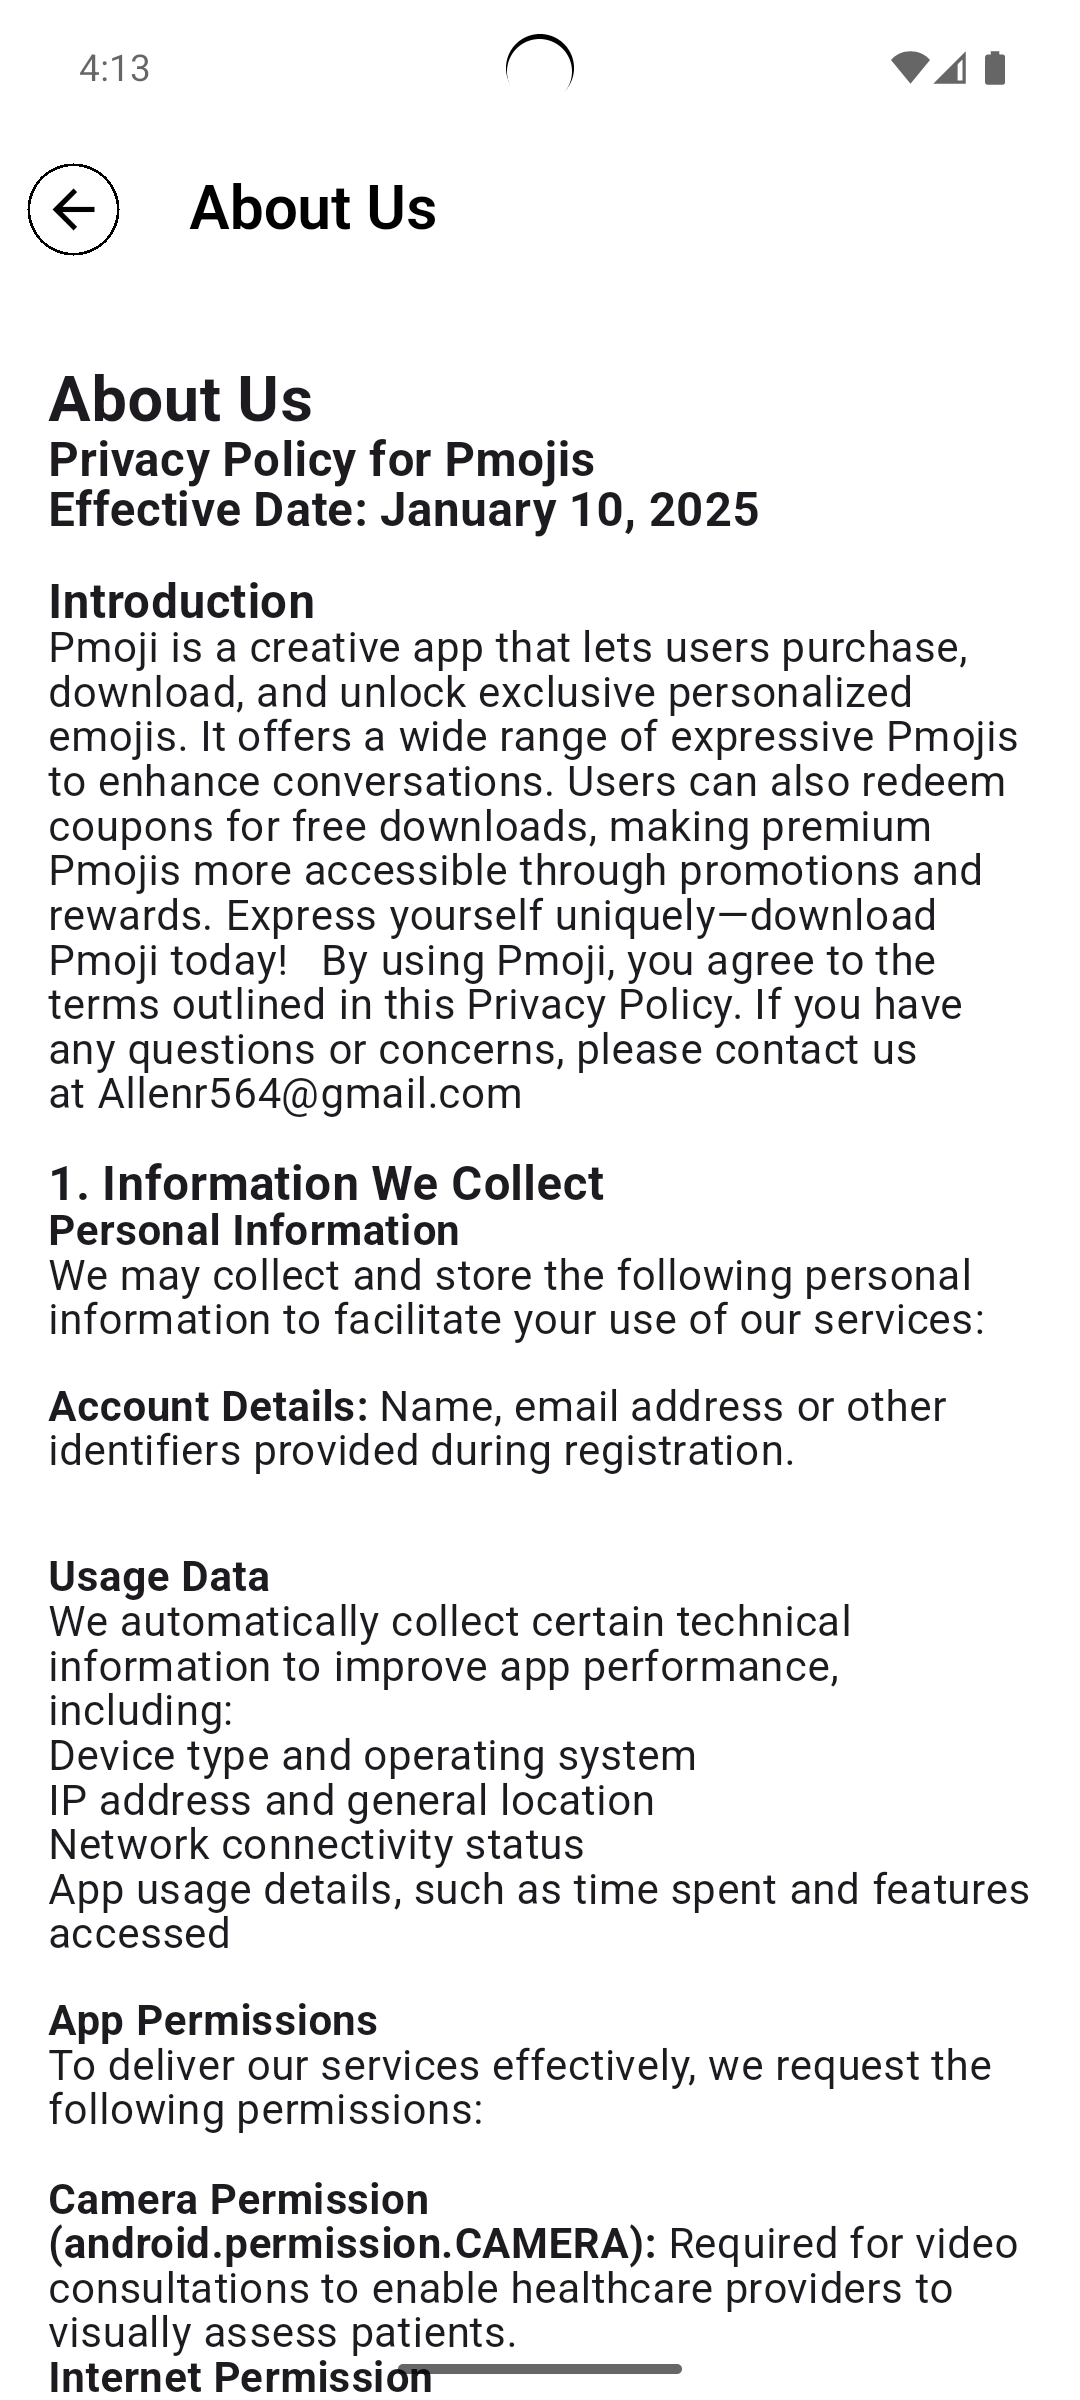 4:13
About Us
About Us
Privacy Policy for Pmojis
Effective Date: January 10, 2025
Introduction
Pmoji is a creative app that lets users purchase,
download, and unlock exclusive personalized
emojis. It offers a wide range of expressive Pmojis
to enhance conversations. Users can also redeem
coupons for free downloads, making premium
Pmojis more accessible through promotions and
rewards. Express yourself uniquely—download
Pmoji today!   By using Pmoji, you agree to the
terms outlined in this Privacy Policy. If you have
any questions or concerns, please contact us
at Allenr564@gmail.com
1. Information We Collect
Personal Information
We may collect and store the following personal
information to facilitate your use of our services:
Account Details: Name, email address or other
identifiers provided during registration.
Usage Data
We automatically collect certain technical
information to improve app performance,
including:
Device type and operating system
IP address and general location
Network connectivity status
App usage details, such as time spent and features
accessed
App Permissions
To deliver our services effectively, we request the
following permissions:
Camera Permission
(android.permission.CAMERA): Required for video
consultations to enable healthcare providers to
visually assess patients.
Internet Permission